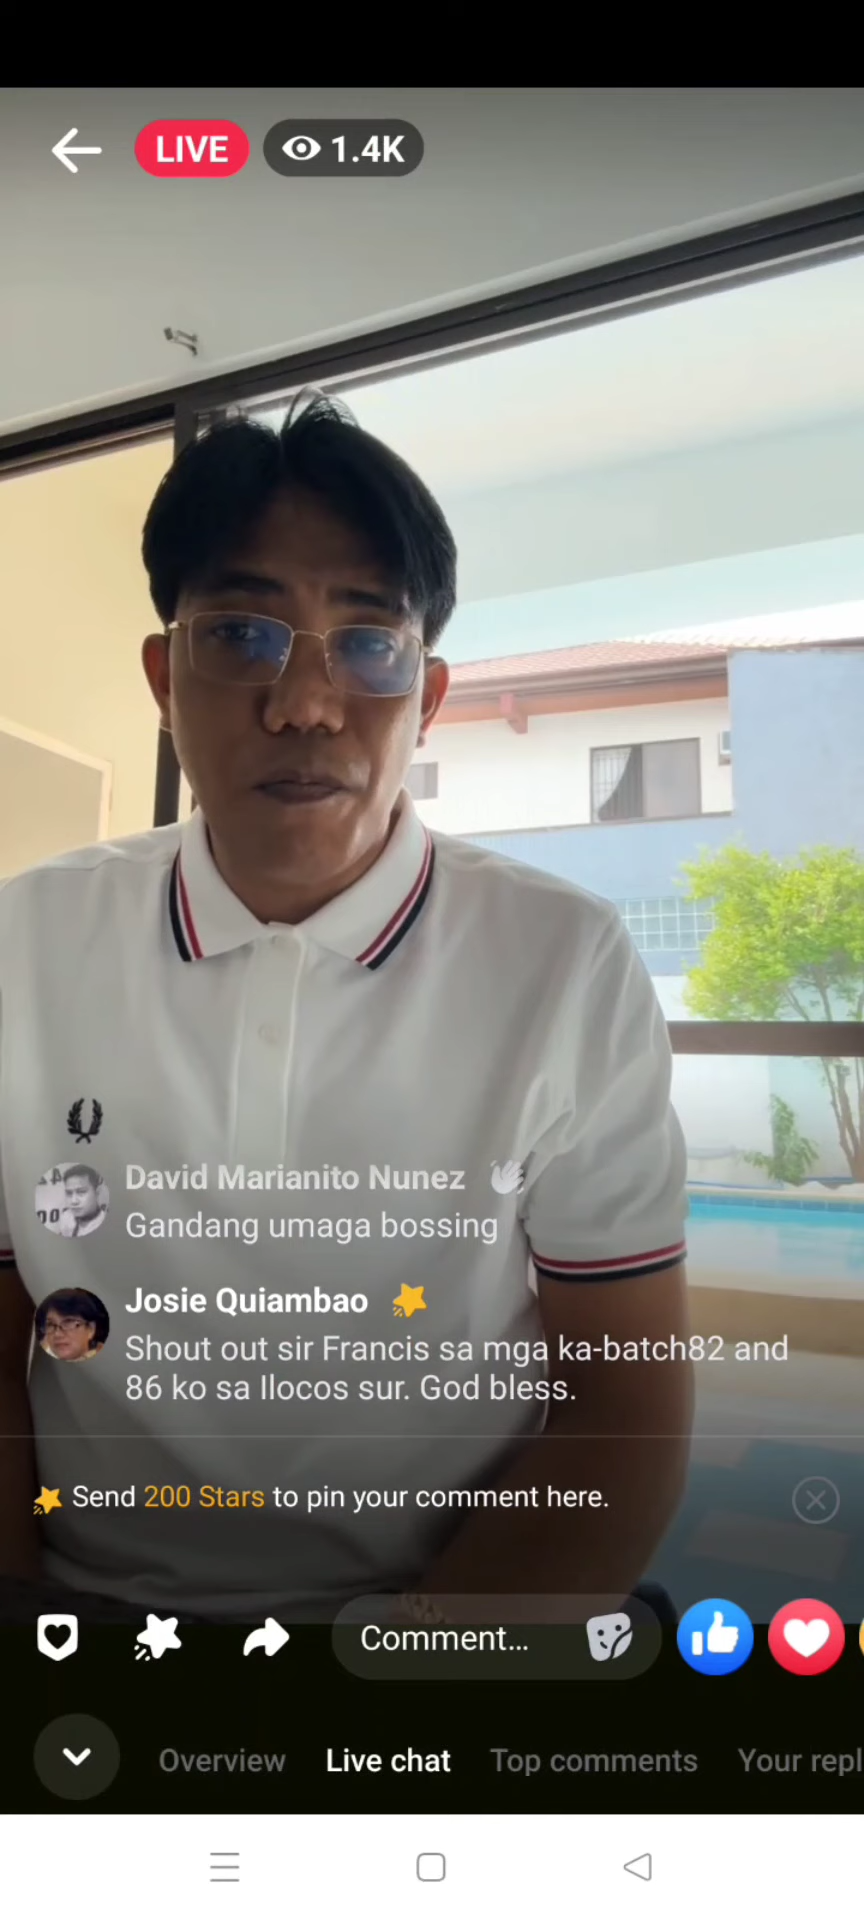 LIVE
1.4K
David Marianito Nunez
Gandang umaga bossing
Josie Quiambao
Shout out sir Francis sa mga ka-batch82 and
86 ko sa Ilocos sur. God bless.
Send 200 Stars to pin your comment here.
Comment...
Overview Live chat Top comments Your repl